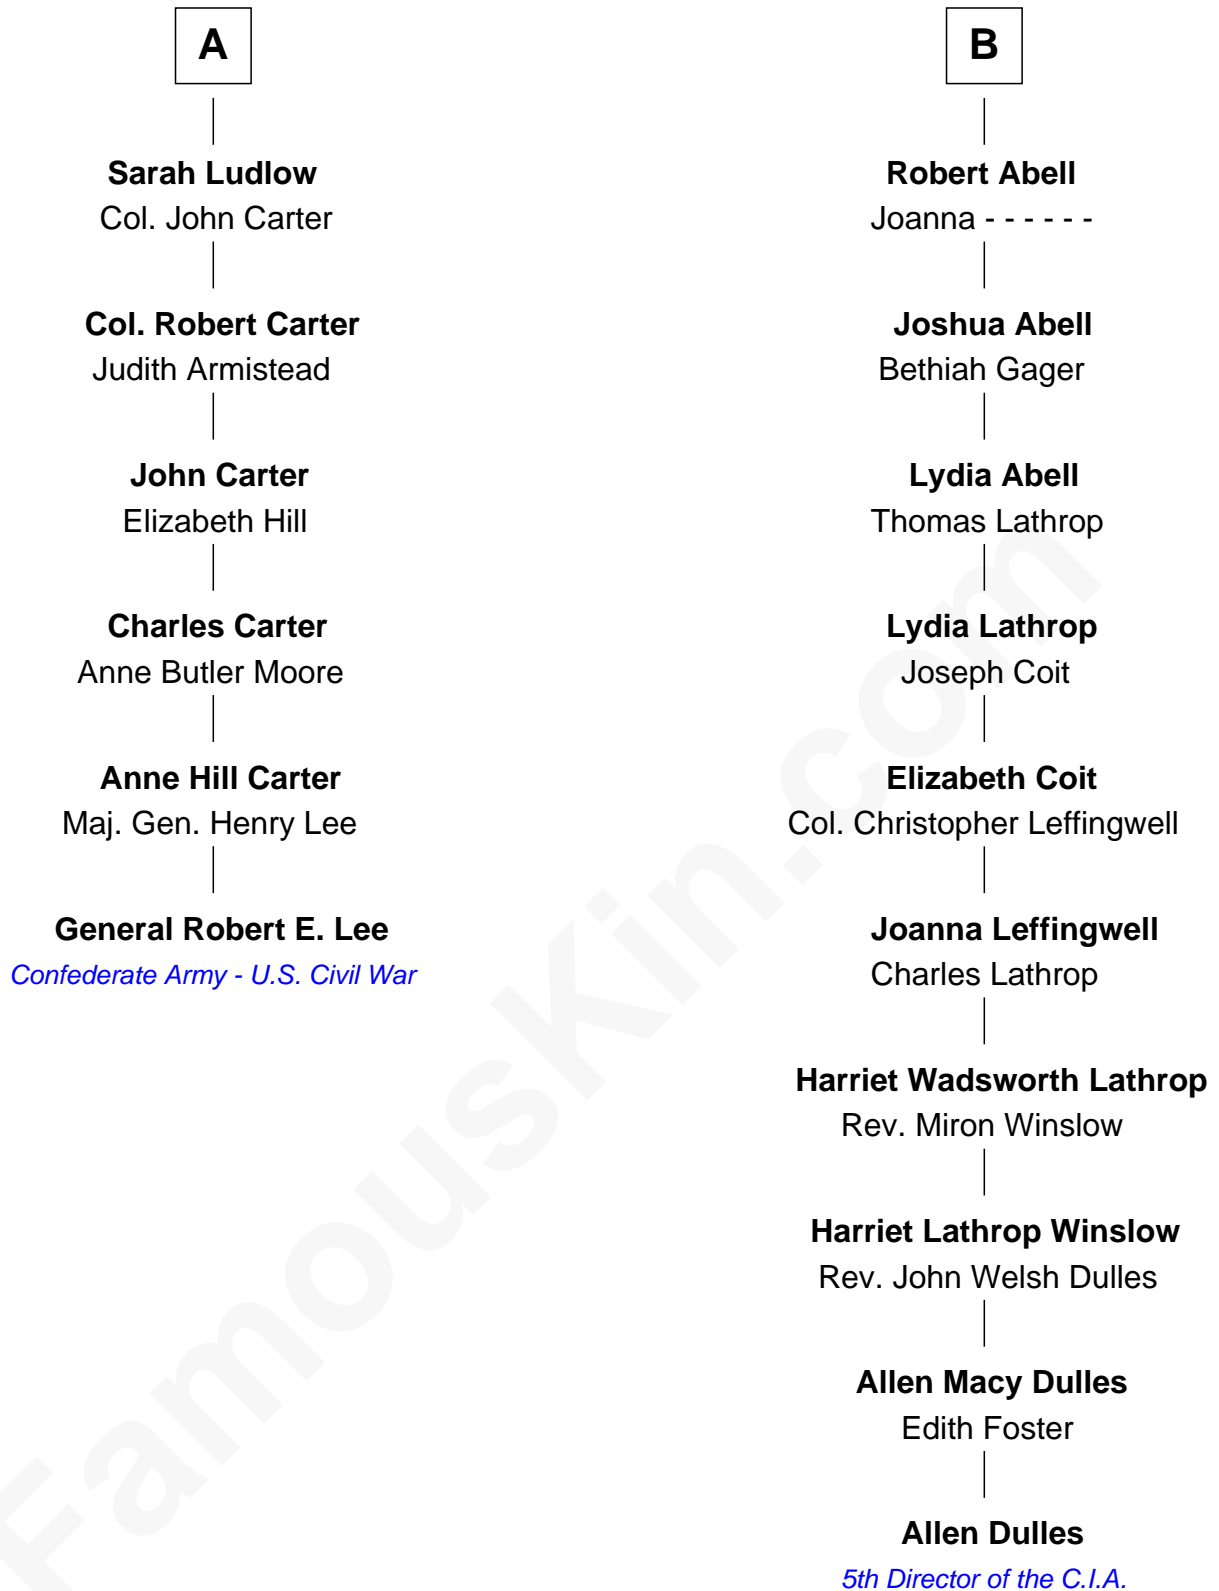 A
Sarah Ludlow
Col. John Carter
Col. Robert Carter
Judith Armistead
John Carter
Elizabeth Hill
Charles Carter
Anne Butler Moore
Anne Hill Carter
Maj. Gen. Henry Lee
General Robert E. Lee
Confederate Army - U.S. Civil War
B
Robert Abell
Joanna - - - - - -
Joshua Abell
Bethiah Gager
Lydia Abell
Thomas Lathrop
Lydia Lathrop
Joseph Coit
Elizabeth Coit
Col. Christopher Leffingwell
Joanna Leffingwell
Charles Lathrop
Harriet Wadsworth Lathrop
Rev. Miron Winslow
Harriet Lathrop Winslow
Rev. John Welsh Dulles
Allen Macy Dulles
Edith Foster
Allen Dulles
5th Director of the C.I.A.
FamousKin.com